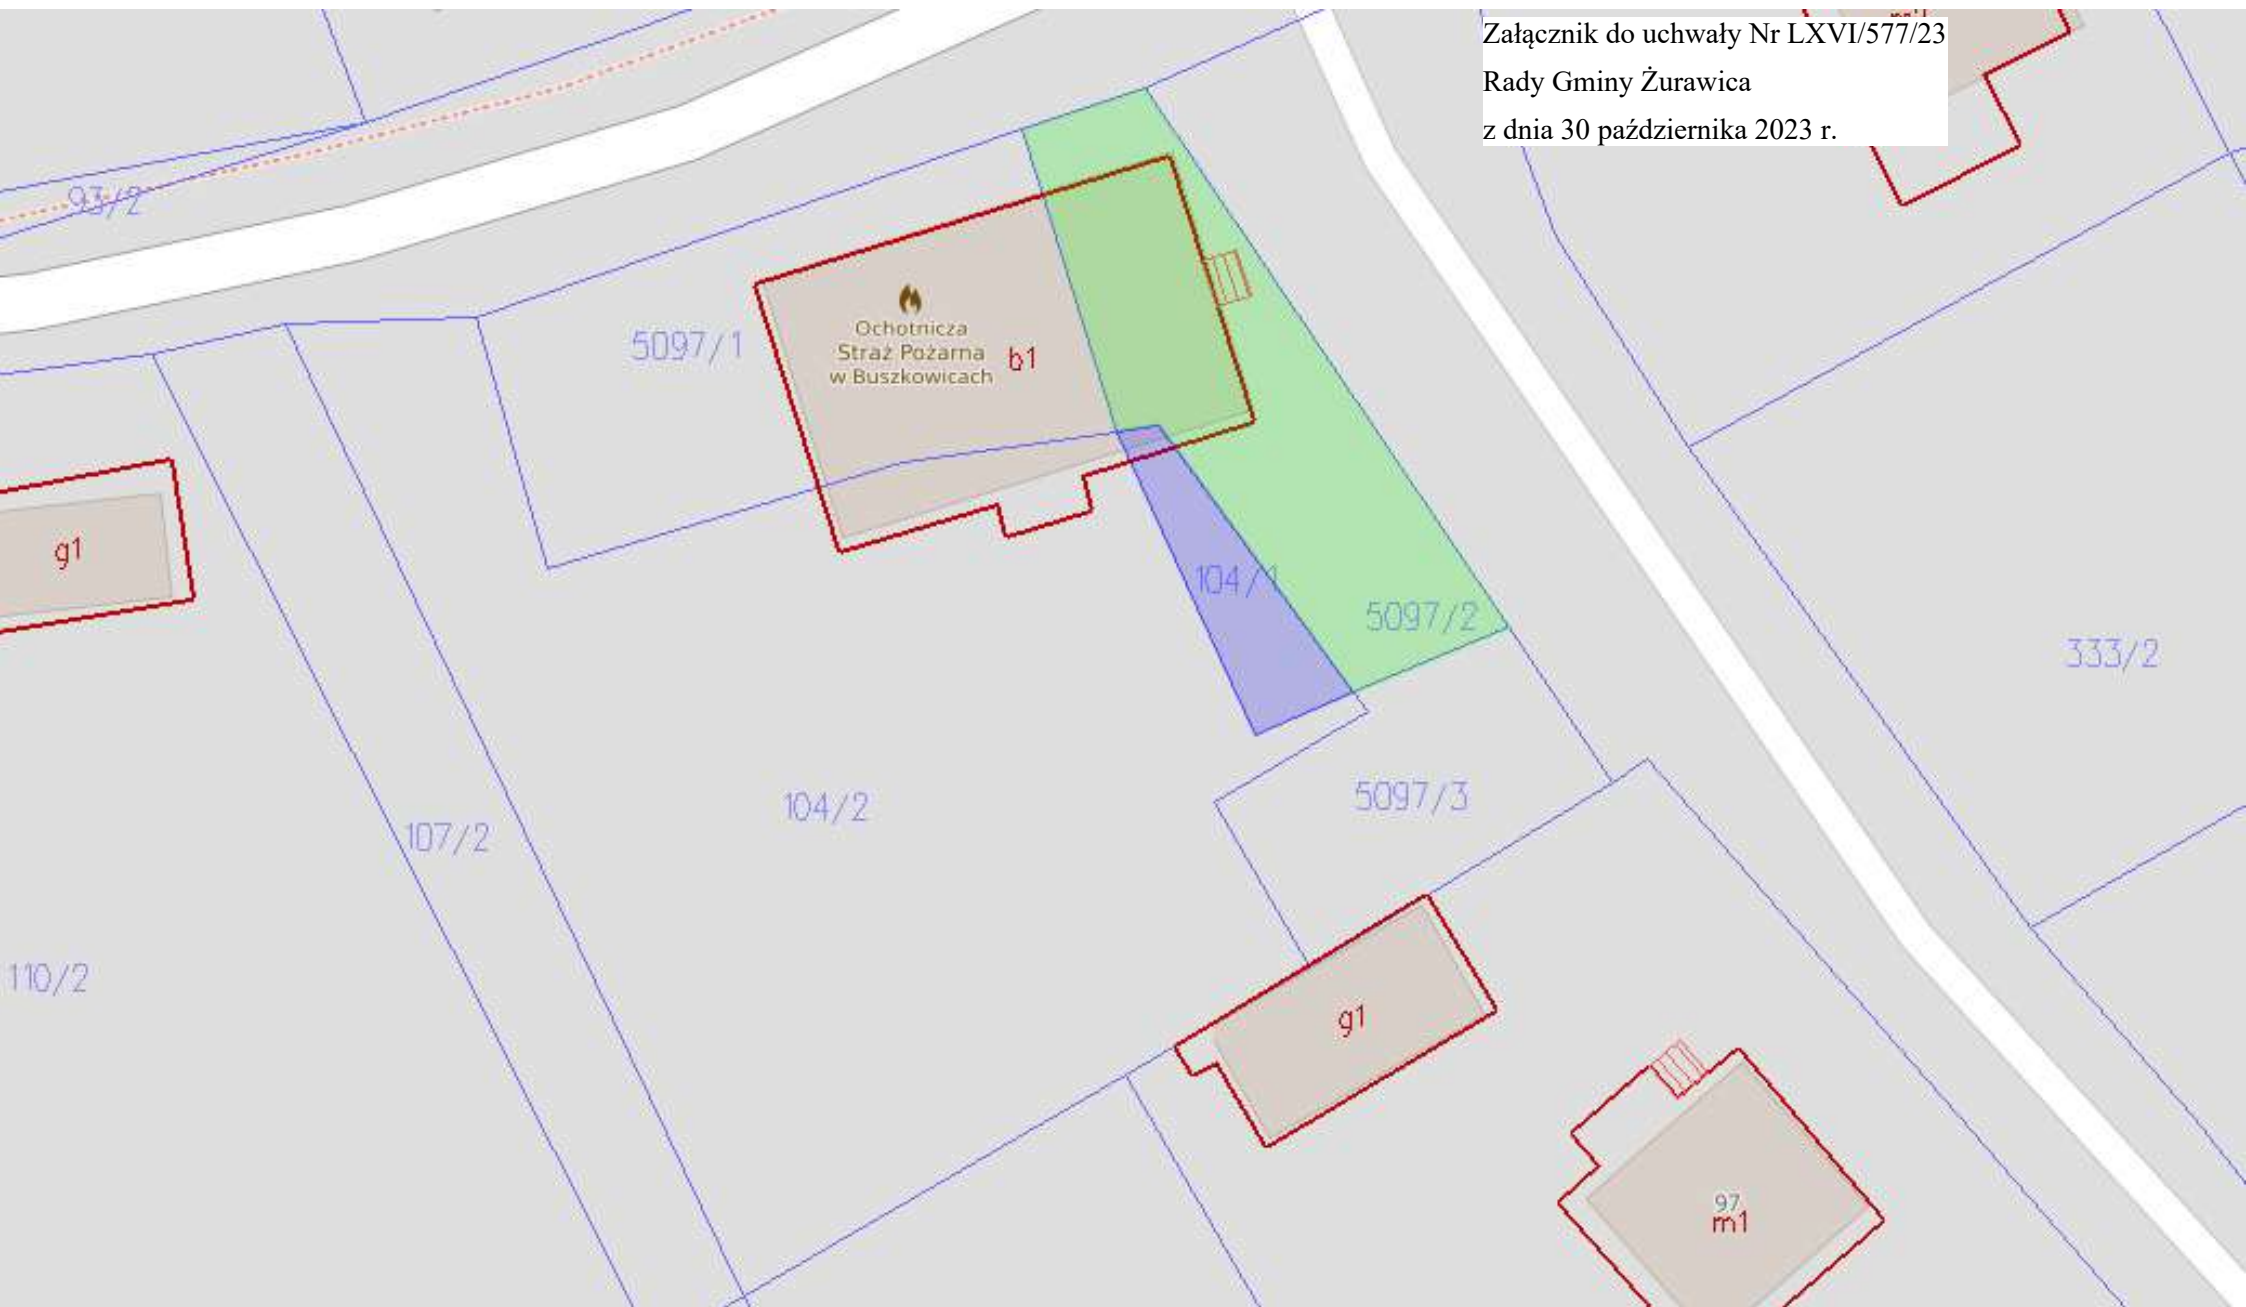 Załącznik do uchwały Nr LXVI/577/23
Rady Gminy Żurawica
z dnia 30 października 2023 r.
93/2
5097/1
Ochotnicza
Straż Pożarna
w Buszkowicach
b1
g1
104/1
5097/2
333/2
104/2
5097/3
107/2
110/2
g1
97
m1